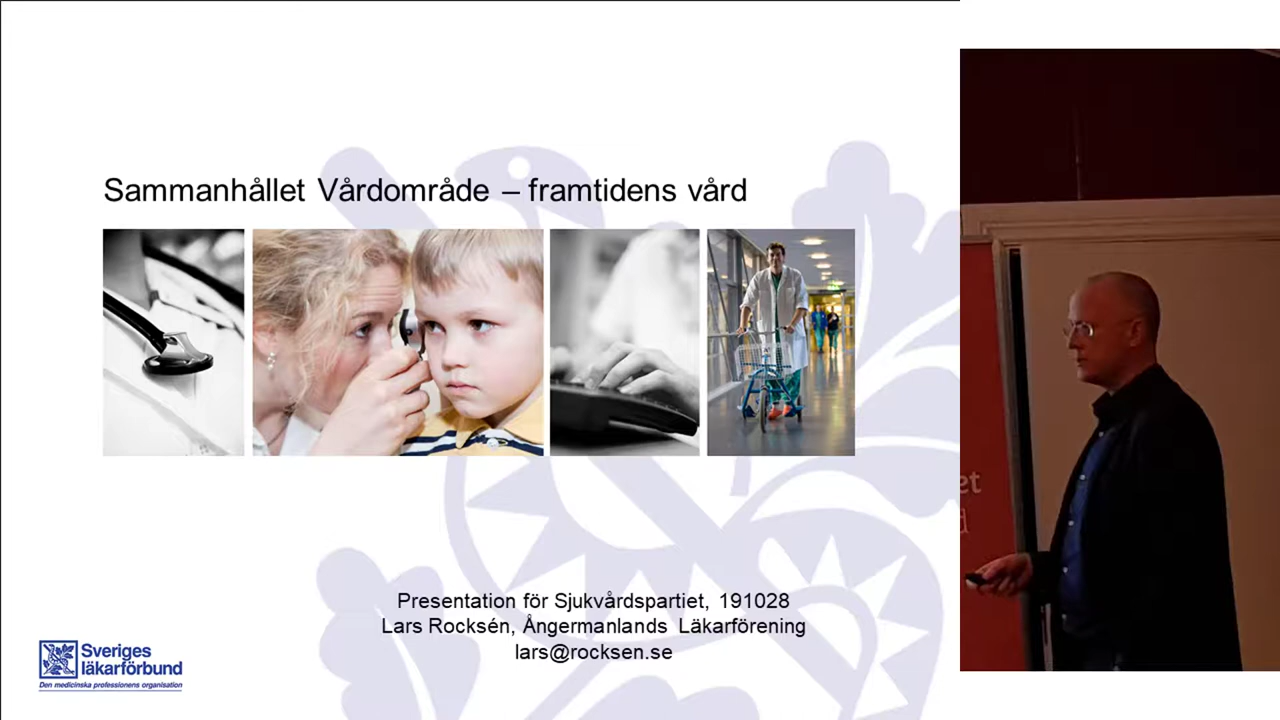 Sammanhållet Vårdområde – framtidens vård
Presentation för Sjukvårdspartiet, 191028
Lars Rocksén, Ångermanlands Läkarförening
lars@rocksen.se
Sveriges
läkarförbund
Den medicinska professionens organisation
et
d